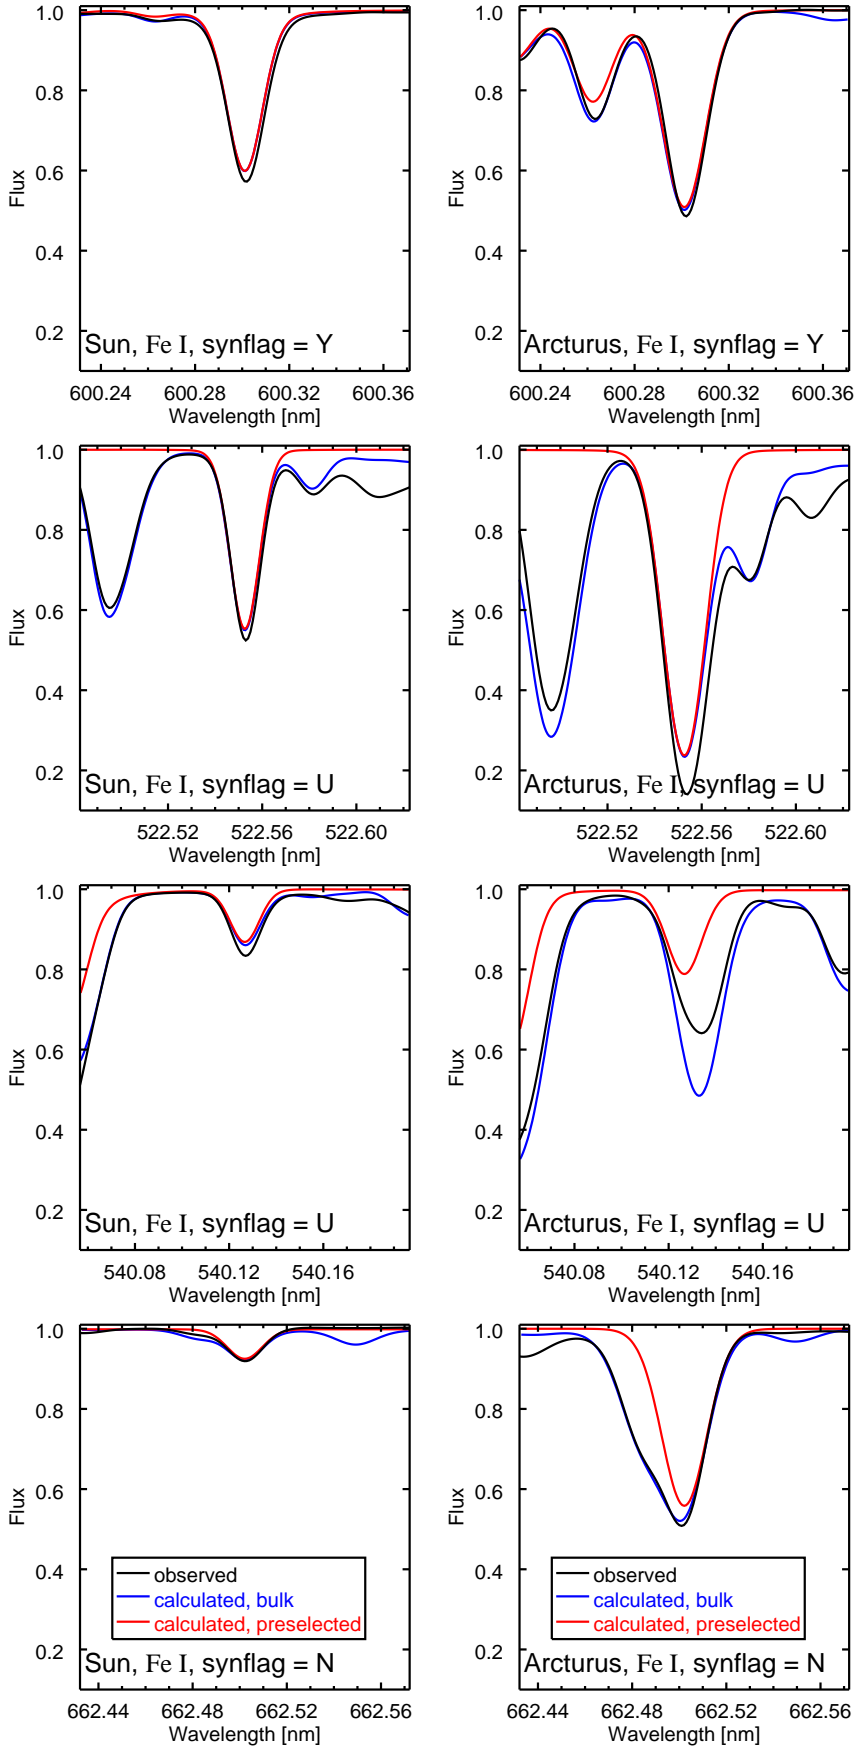 1.0
0.8
0.6
0.4
0.2
Flux
Sun, Fe I, synflag = Y
600.24 600.28 600.32 600.36
Wavelength [nm]
1.0
0.8
0.6
0.4
0.2
Flux
Arcturus, Fe I, synflag = Y
600.24 600.28 600.32 600.36
Wavelength [nm]
1.0
0.8
0.6
0.4
0.2
Flux
Sun, Fe I, synflag = U
522.52 522.56 522.60
Wavelength [nm]
1.0
0.8
0.6
0.4
0.2
Flux
Arcturus, Fe I, synflag = U
522.52 522.56 522.60
Wavelength [nm]
1.0
0.8
0.6
0.4
0.2
Flux
Sun, Fe I, synflag = U
540.08 540.12 540.16
Wavelength [nm]
1.0
0.8
0.6
0.4
0.2
Flux
Arcturus, Fe I, synflag = U
540.08 540.12 540.16
Wavelength [nm]
1.0
0.8
0.6
0.4
0.2
Flux
observed
calculated, bulk
calculated, preselected
Sun, Fe I, synflag = N
662.44 662.48 662.52 662.56
Wavelength [nm]
1.0
0.8
0.6
0.4
0.2
Flux
observed
calculated, bulk
calculated, preselected
Arcturus, Fe I, synflag = N
662.44 662.48 662.52 662.56
Wavelength [nm]